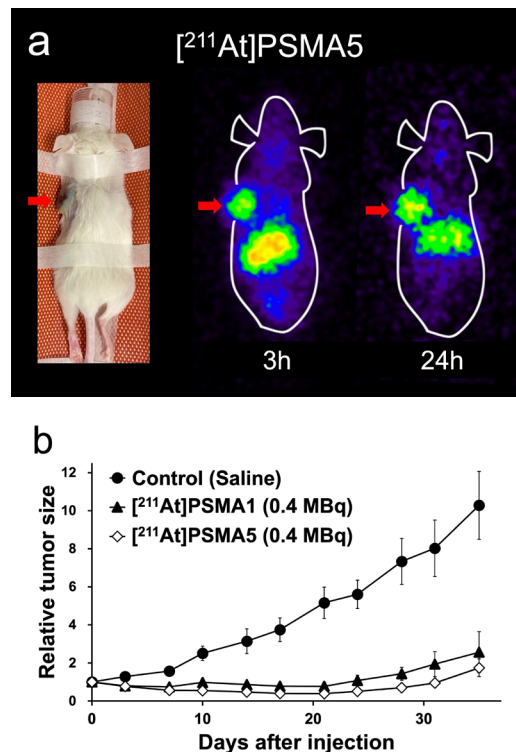 a
[²¹¹At]PSMA5
3h
24h
b
Relative tumor size
12
10
8
6
4
2
0
Control (Saline)
[²¹¹At]PSMA1 (0.4 MBq)
[²¹¹At]PSMA5 (0.4 MBq)
0
10
20
30
Days after injection